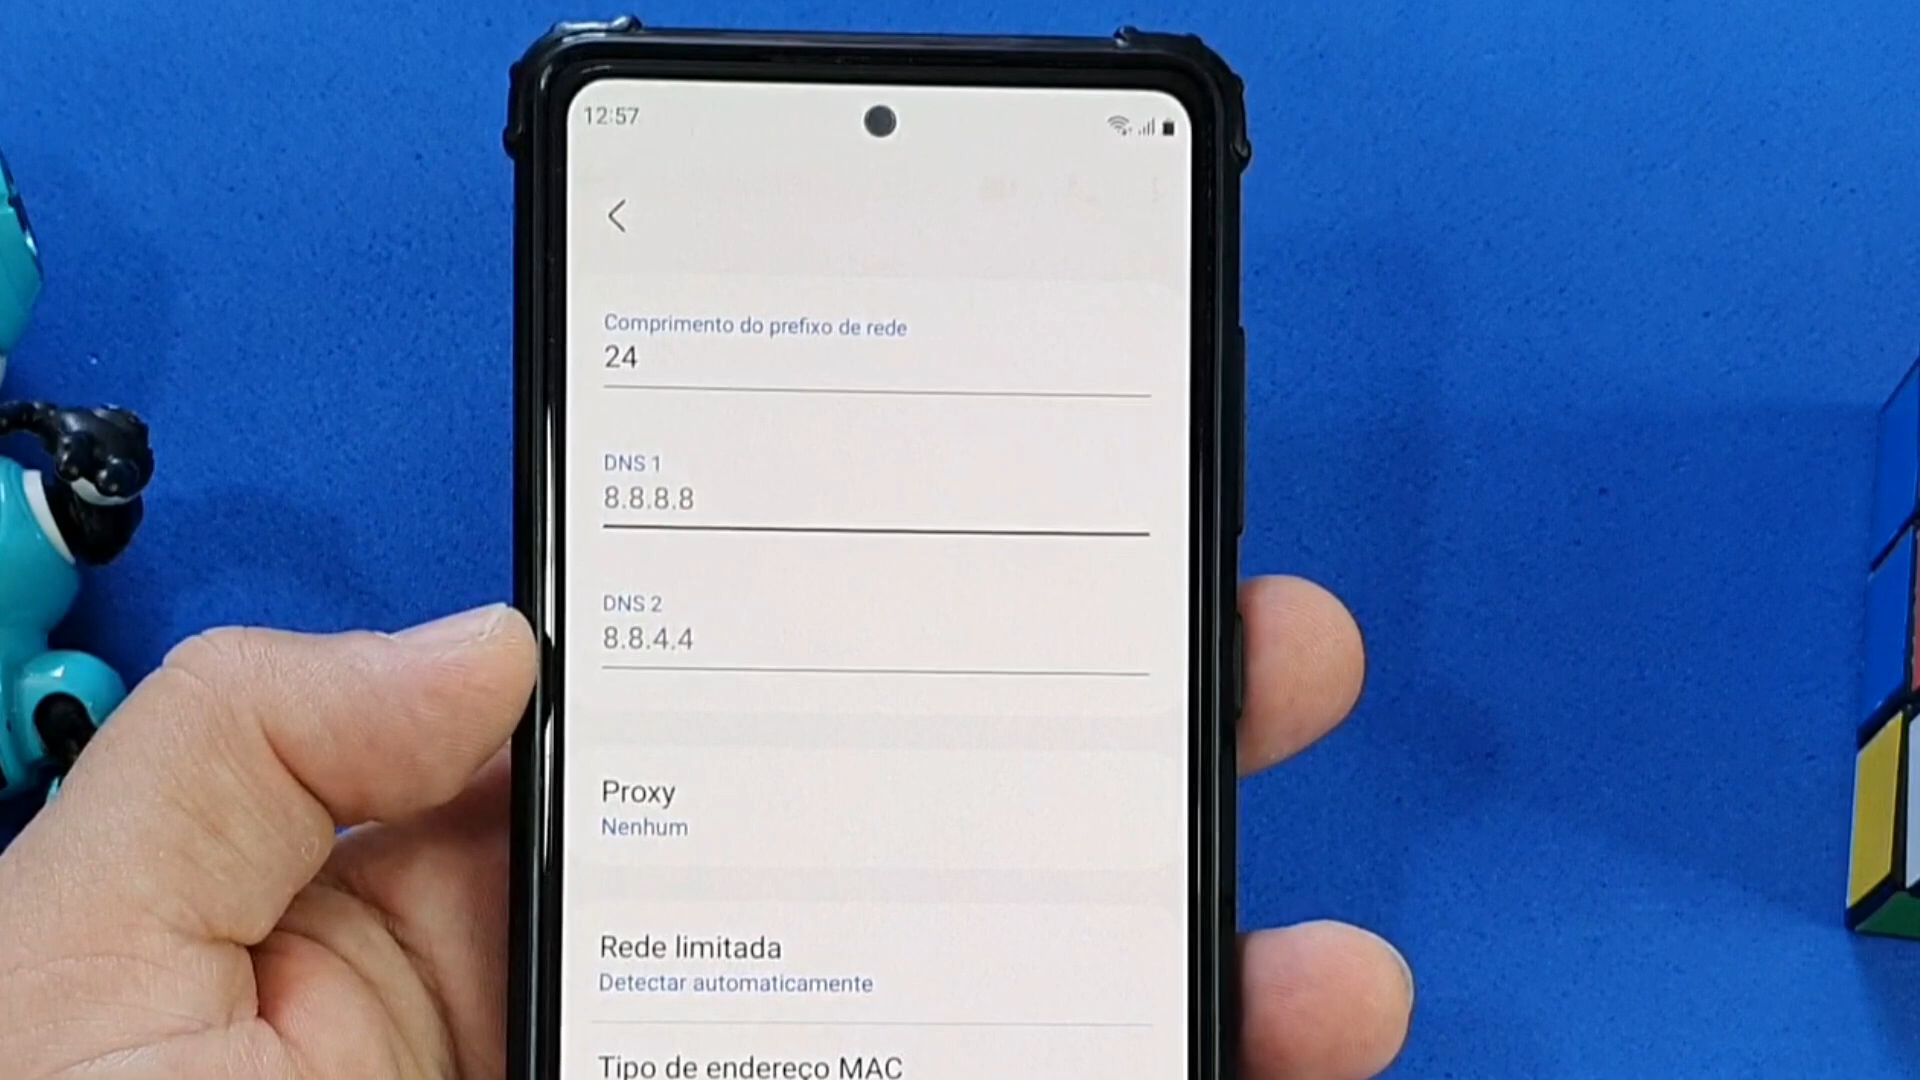 12:57
Comprimento do prefixo de rede
24
DNS 1
8.8.8.8
DNS 2
8.8.4.4
Proxy
Nenhum
Rede limitada
Detectar automaticamente
Tipo de endereço MAC